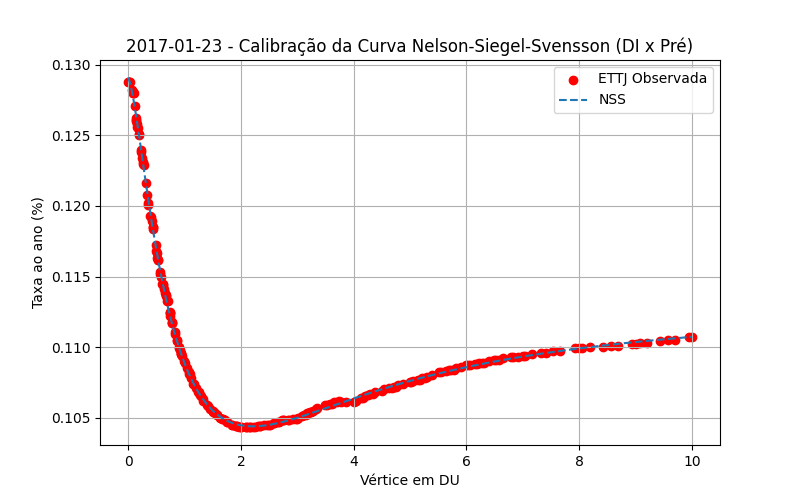 2017-01-23 - Calibração da Curva Nelson-Siegel-Svensson (DI x Pré)
ETTJ Observada
NSS
Taxa ao ano (%)
0.130
0.125
0.120
0.115
0.110
0.105
0
2
4
6
8
10
Vértice em DU